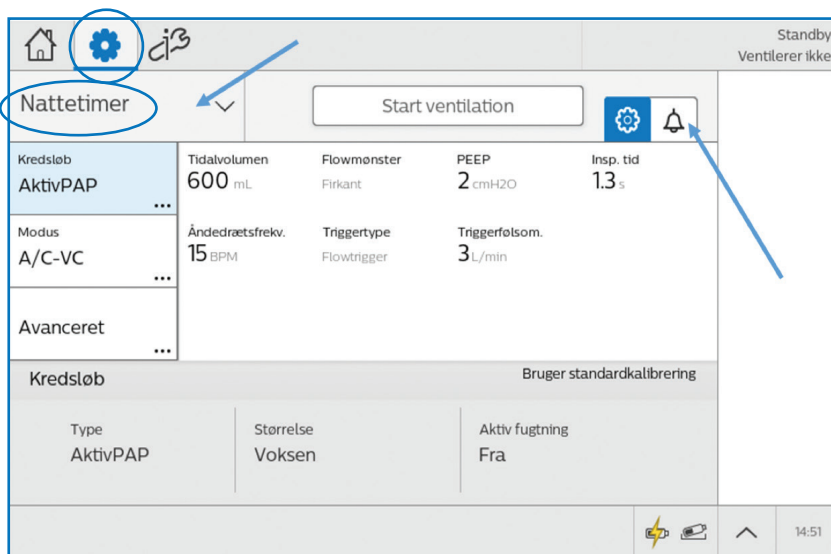 Standby
Ventilerer ikke
Nattetimer
Start ventilation
Kredsløb
AktivPAP
...
Tidalvolumen
600 mL
Flowmønster
Firkant
PEEP
2 cmH2O
Insp. tid
1.3 s
Modus
A/C-VC
...
Åndedrætsfrekv.
15 BPM
Triggertype
Flowtrigger
Triggerfølsom.
3 L/min
Avanceret
...
Kredsløb
Bruger standardkalibrering
Type
AktivPAP
Størrelse
Voksen
Aktiv fugtning
Fra
14:51